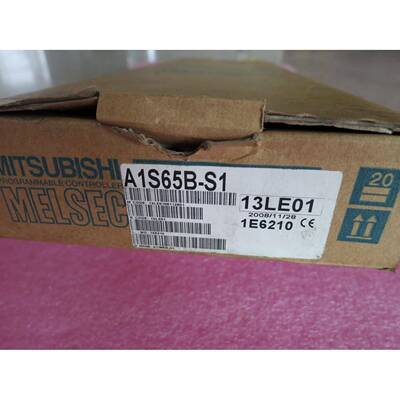 MITSUBISHI
PROGRAMMABLE CONTROLLER
MELSEC
A1S65B-S1
13LE01
2008/11/28
1E6210 CE
20